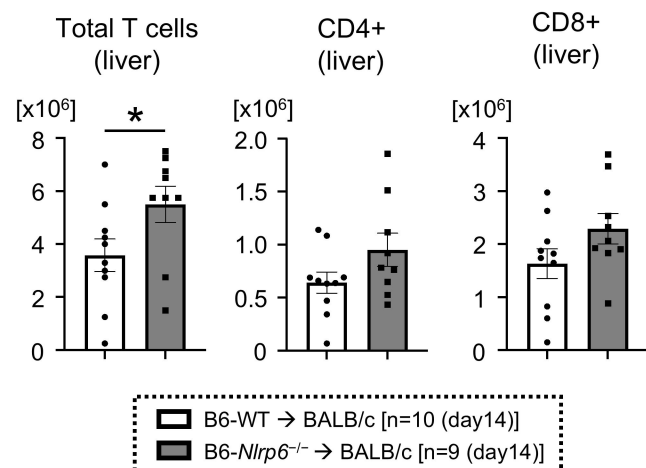 Total T cells
(liver)
CD4+
(liver)
CD8+
(liver)
[x10⁶]
[x10⁶]
[x10⁶]
*
8
6
4
2
0
2.0
1.5
1.0
0.5
0
4
3
2
1
0
B6-WT → BALB/c [n=10 (day14)]
B6-Nlrp6⁻/⁻ → BALB/c [n=9 (day14)]